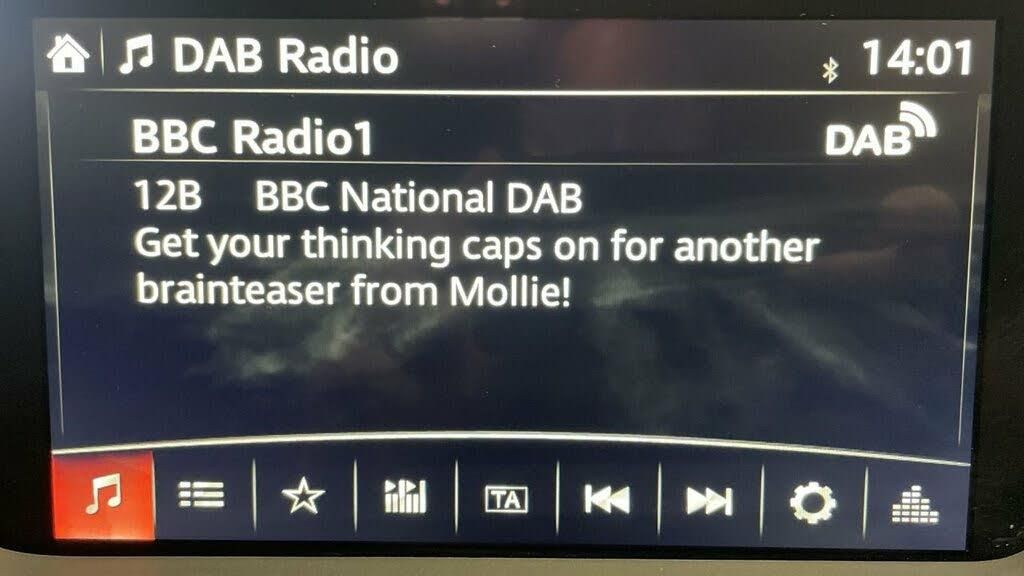 DAB Radio 14:01
BBC Radio1 DAB
12B BBC National DAB
Get your thinking caps on for another
brainteaser from Mollie!
TA